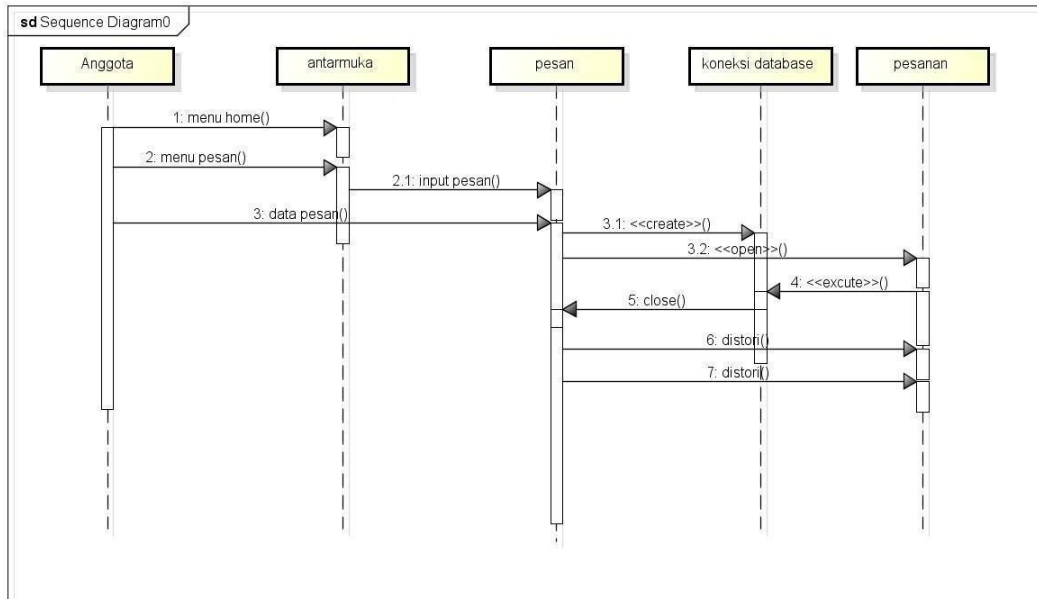 sd Sequence Diagram0
Anggota
antarmuka
pesan
koneksi database
pesanan
1: menu home()
2: menu pesan()
2.1: input pesan()
3: data pesan()
3.1: <<create>>()
3.2: <<open>>()
4: <<excute>>()
5: close()
6: distori()
7: distori()